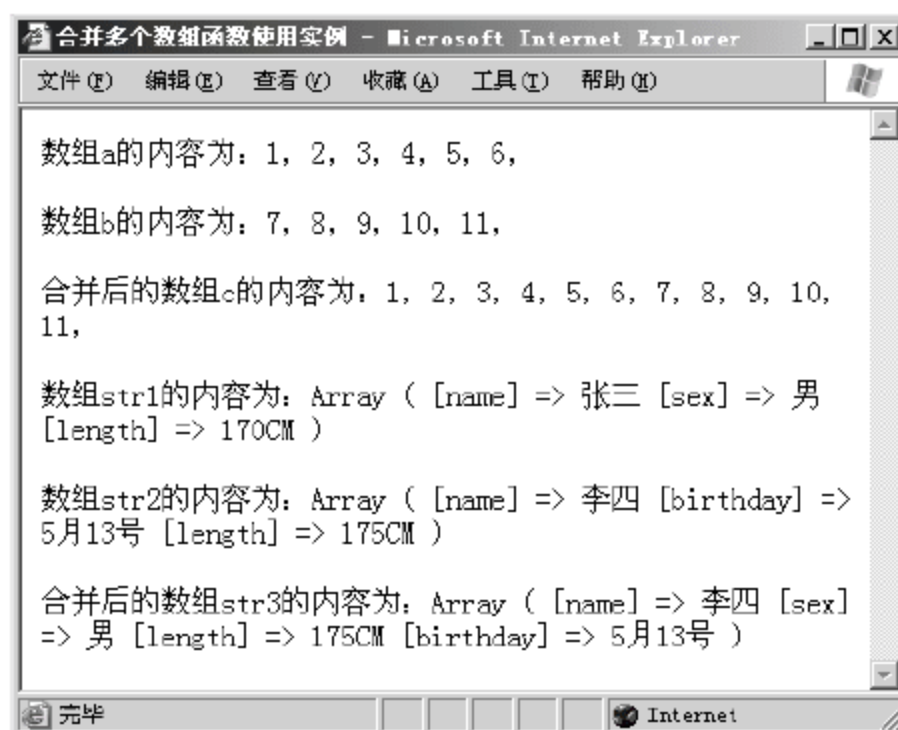 合并多个数组函数使用实例 - Microsoft Internet Explorer
文件(F) 编辑(E) 查看(V) 收藏(A) 工具(T) 帮助(H)
数组a的内容为：1, 2, 3, 4, 5, 6,
数组b的内容为：7, 8, 9, 10, 11,
合并后的数组c的内容为：1, 2, 3, 4, 5, 6, 7, 8, 9, 10,
11,
数组str1的内容为：Array ( [name] => 张三 [sex] => 男
[length] => 170CM )
数组str2的内容为：Array ( [name] => 李四 [birthday] =>
5月13号 [length] => 175CM )
合并后的数组str3的内容为：Array ( [name] => 李四 [sex]
=> 男 [length] => 175CM [birthday] => 5月13号 )
完毕 Internet